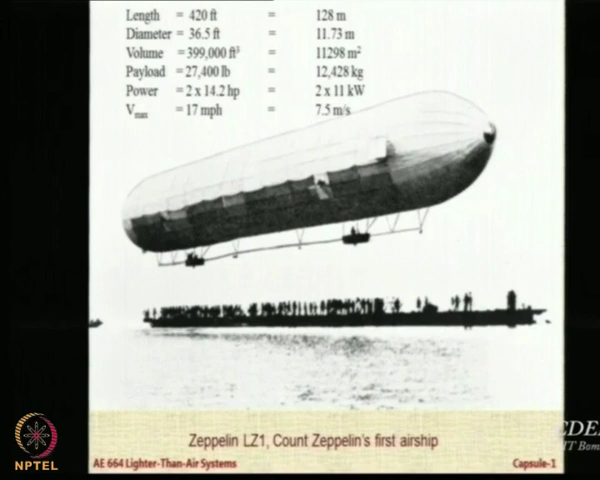 Length = 420 ft = 128 m
Diameter = 36.5 ft = 11.73 m
Volume = 399,000 ft³ = 11298 m²
Payload = 27,400 lb = 12,428 kg
Power = 2 x 14.2 hp 2 x 11 kW
Vmax = 17 mph = 7.5 m/s
Zeppelin LZ1, Count Zeppelin's first airship
NPTEL
AE 664 Lighter-Than-Air Systems
Capsule-1